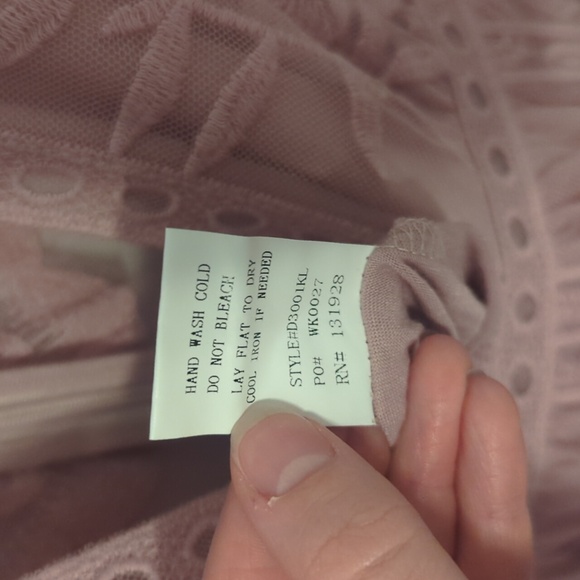 HAND WASH COLD
DO NOT BLEACH
LAY FLAT TO DRY
COOL IRON IF NEEDED
STYLE#D3001KL
PO# WK0027
RN# 131928